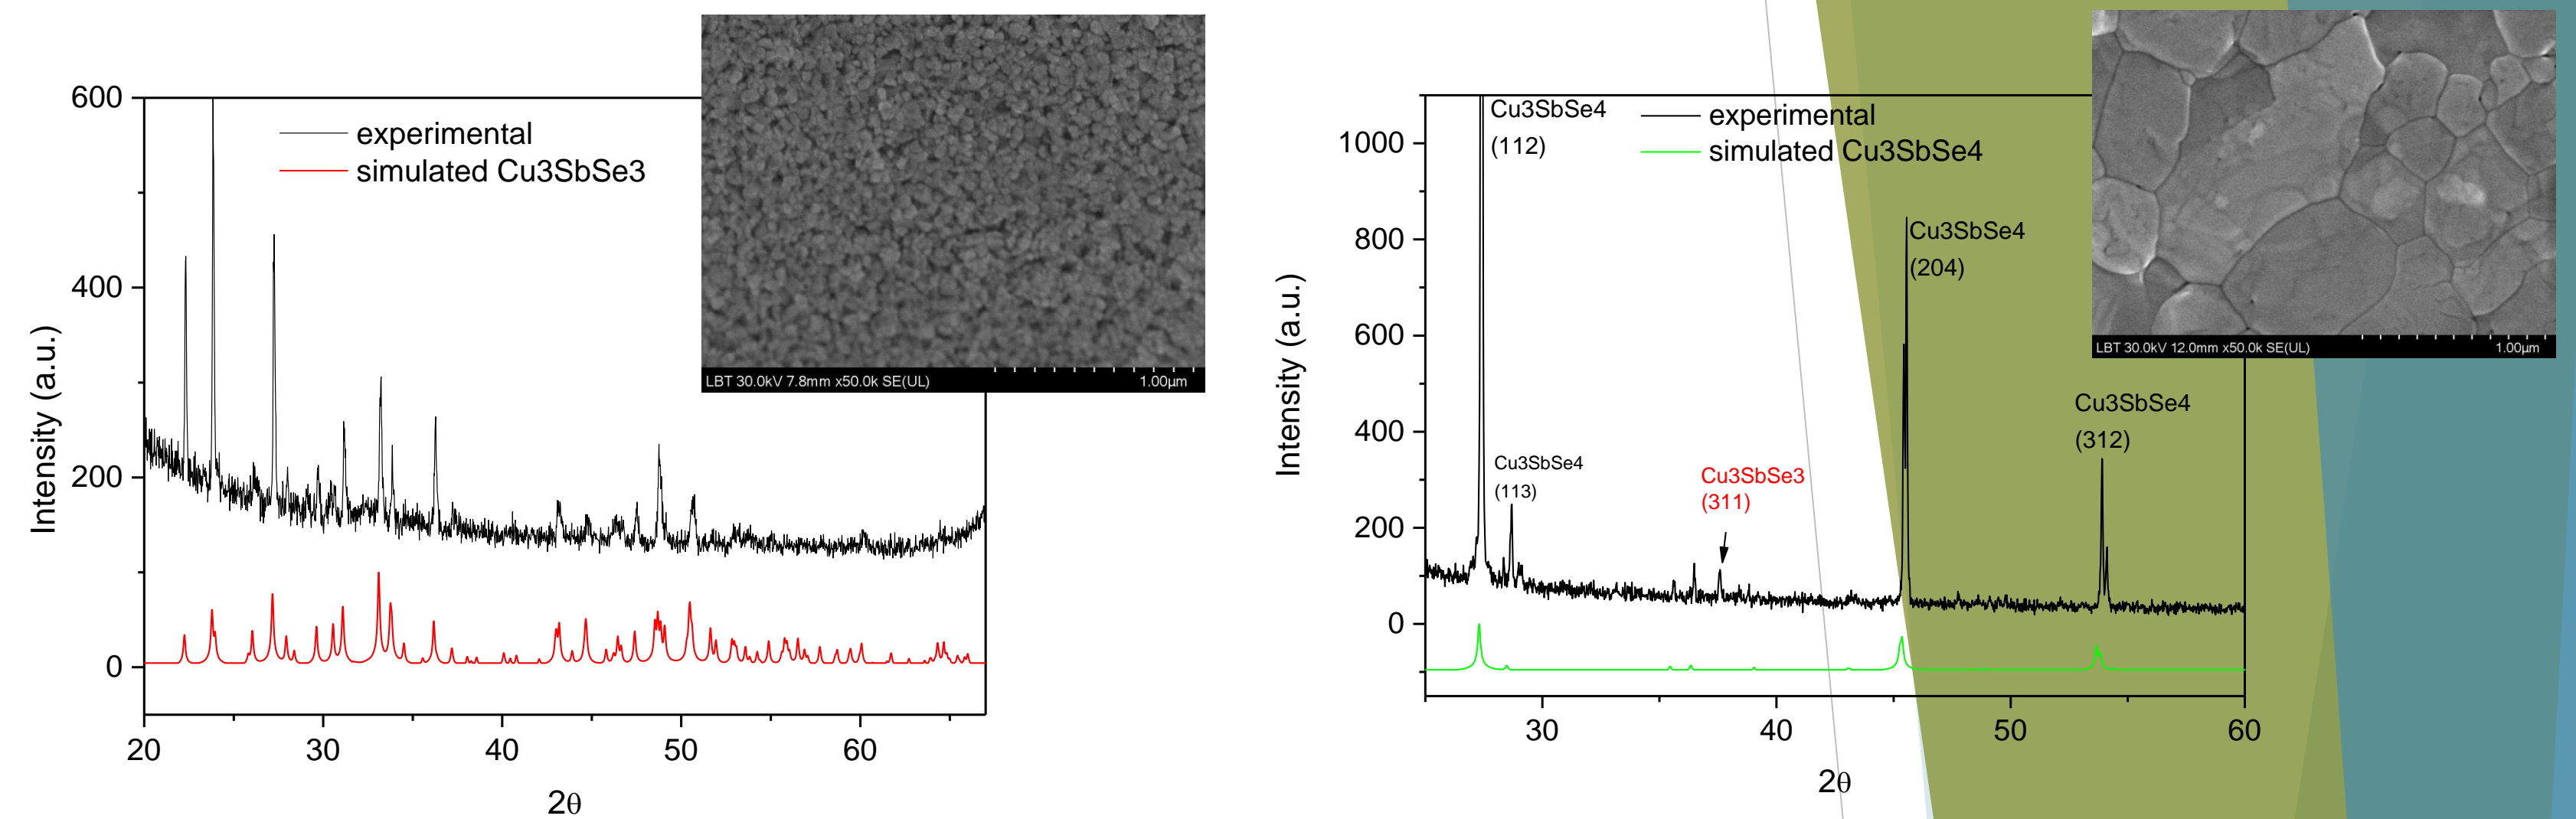 600
400
200
0
Intensity (a.u.)
experimental
simulated Cu3SbSe3
20 30 40 50 60
2θ
LBT 30.0kV 7.8mm x50.0k SE(UL) 1.00µm
1000
800
600
400
200
0
Intensity (a.u.)
Cu3SbSe4
(112)
experimental
simulated Cu3SbSe4
Cu3SbSe4
(204)
Cu3SbSe4
(312)
Cu3SbSe4
(113)
Cu3SbSe3
(311)
30 40 50 60
2θ
LBT 30.0kV 12.0mm x50.0k SE(UL) 1.00µm